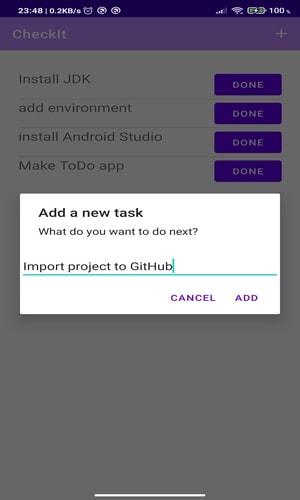 23:48 | 0.2KB/s
100 %
CheckIt
+
Install JDK
DONE
add environment
DONE
install Android Studio
DONE
Make ToDo app
DONE
Add a new task
What do you want to do next?
Import project to GitHub
CANCEL ADD